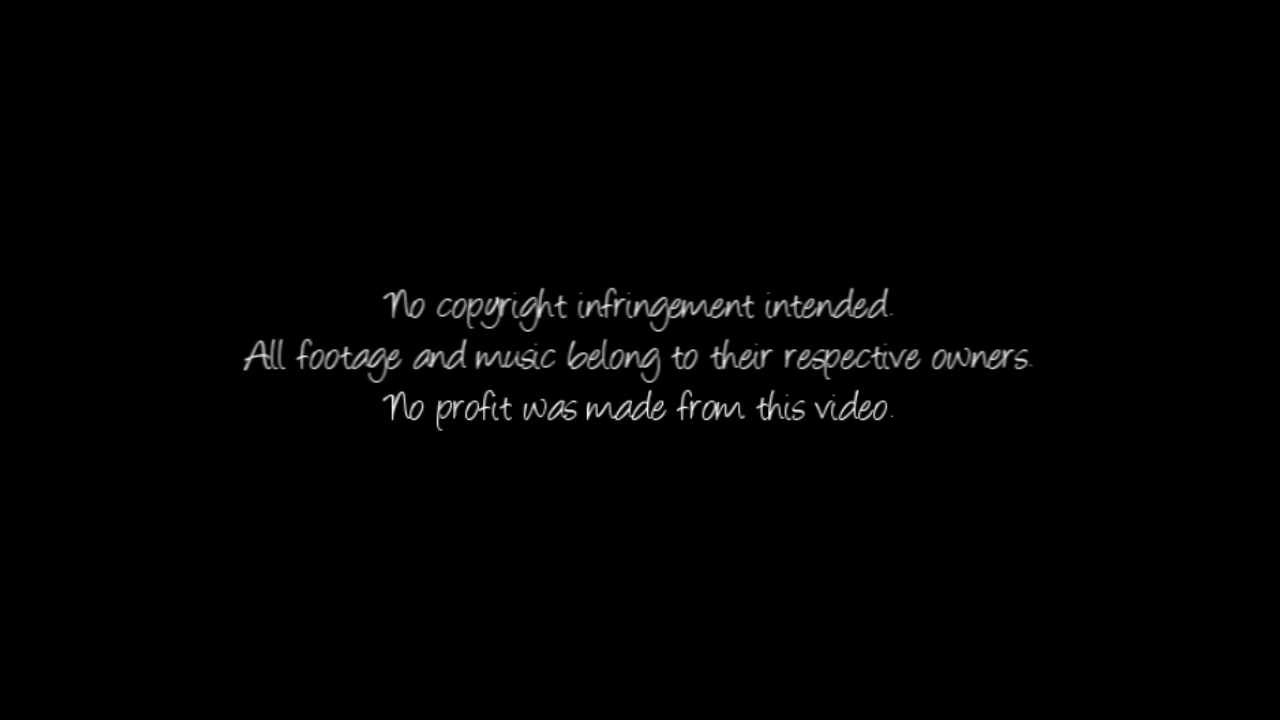 No copyright infringement intended.
All footage and music belong to their respective owners.
No profit was made from this video.